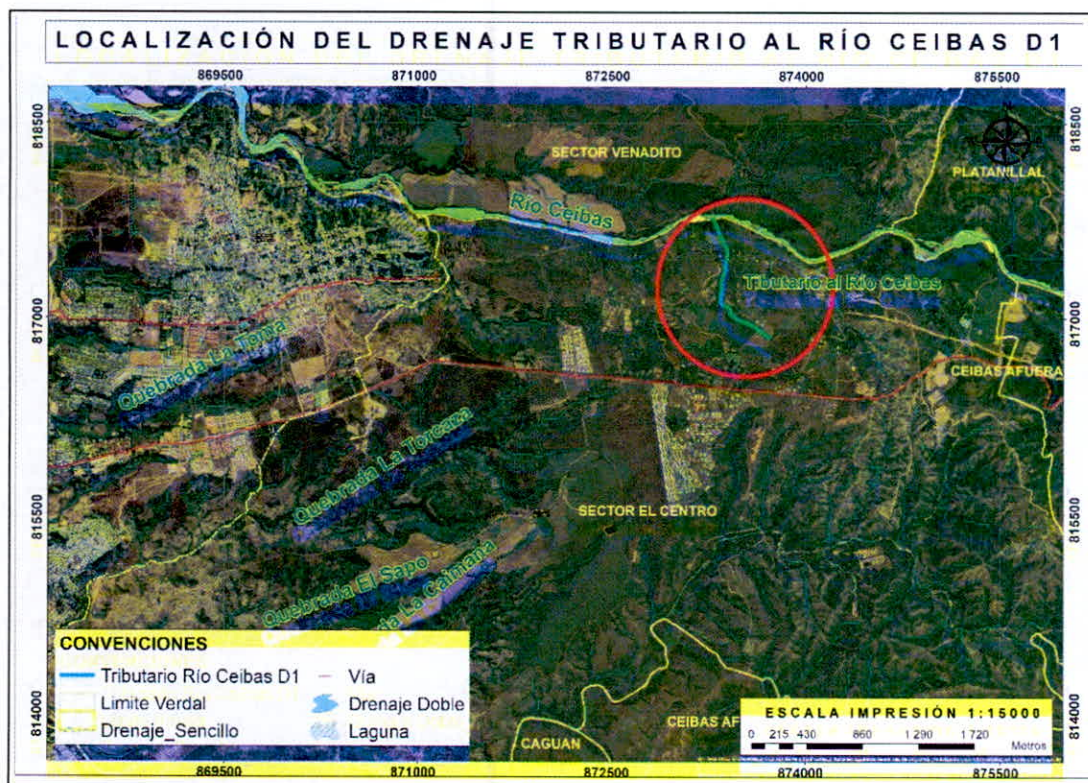 LOCALIZACIÓN DEL DRENAJE TRIBUTARIO AL RÍO CEIBAS D1
869500 871000 872500 874000 875500
818500 818500
SECTOR VENADITO
PLATANILLAL
Río Ceibas
Tibutario al Río Ceibas
817000 817000
Quebrada La Toma
CEIBAS AFUERA
Quebrada La Torcaza
815500 815500
SECTOR EL CENTRO
Quebrada El Sapo
La Caimana
CONVENCIONES
Tributario Río Ceibas D1
Vía
Limite Verdal
Drenaje Doble
Drenaje_Sencillo
Laguna
814000 814000
CEIBAS AF
CAGUAN
ESCALA IMPRESIÓN 1:15000
0 215 430 860 1.290 1.720
Metros
869500 871000 872500 874000 875500